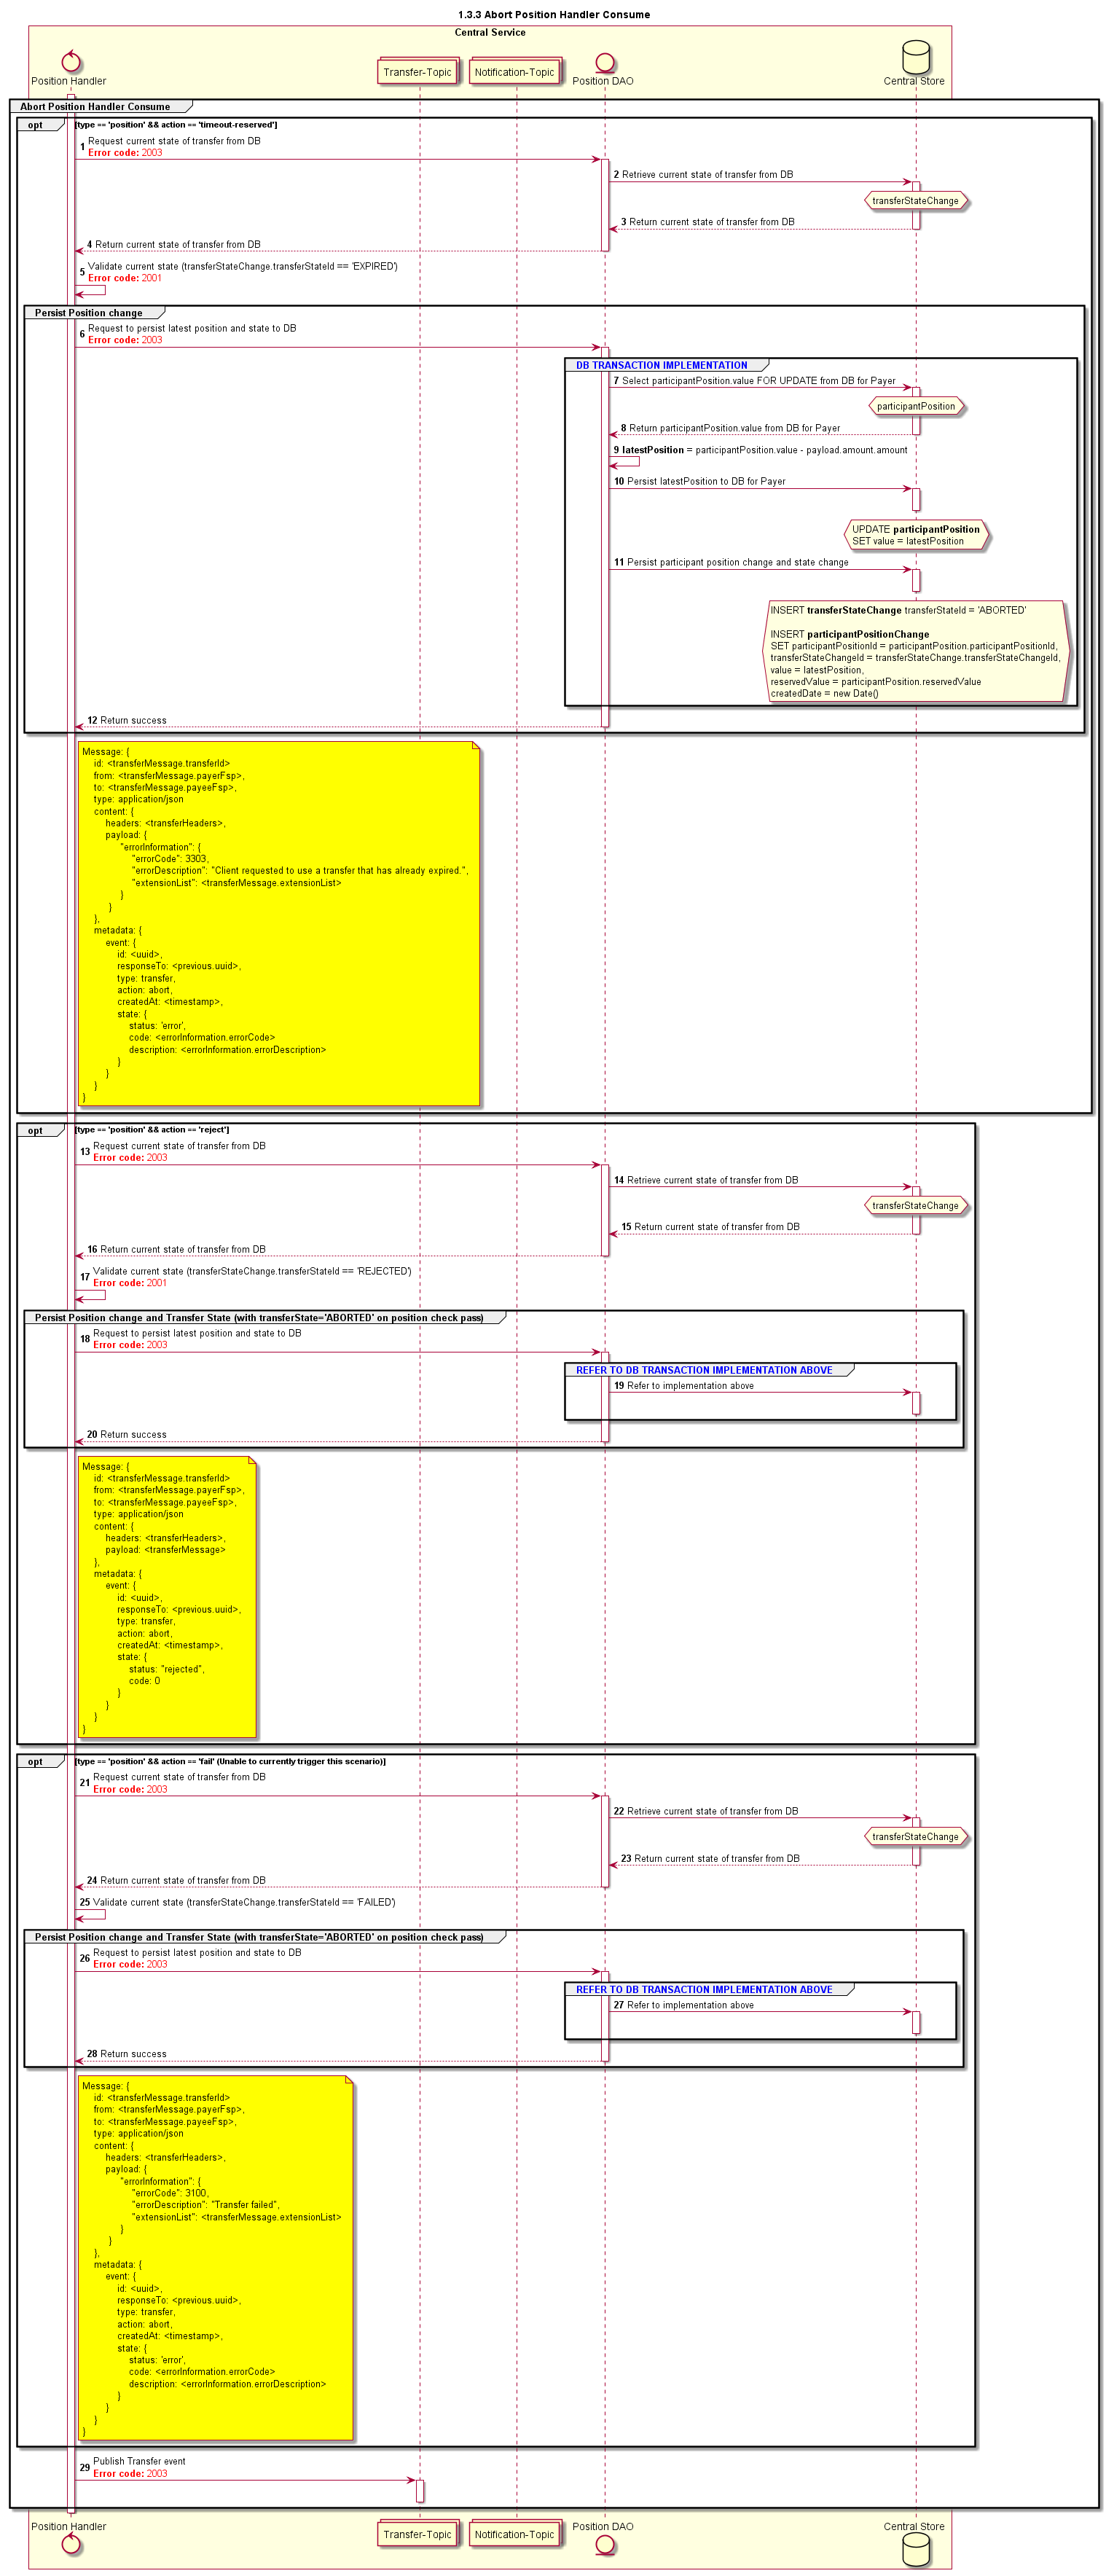 1.3.3 Abort Position Handler Consume
Central Service
Position Handler
Transfer-Topic
Notification-Topic
Position DAO
Central Store
Abort Position Handler Consume
opt [type == 'position' && action == 'timeout-reserved']
1 Request current state of transfer from DB
Error code: 2003
2 Retrieve current state of transfer from DB
transferStateChange
3 Return current state of transfer from DB
4 Return current state of transfer from DB
5 Validate current state (transferStateChange.transferStateId == 'EXPIRED')
Error code: 2001
Persist Position change
6 Request to persist latest position and state to DB
Error code: 2003
DB TRANSACTION IMPLEMENTATION
7 Select participantPosition.value FOR UPDATE from DB for Payer
participantPosition
8 Return participantPosition.value from DB for Payer
9 latestPosition = participantPosition.value - payload.amount.amount
10 Persist latestPosition to DB for Payer
UPDATE participantPosition
SET value = latestPosition
11 Persist participant position change and state change
INSERT transferStateChange transferStateId = 'ABORTED'
INSERT participantPositionChange
SET participantPositionId = participantPosition.participantPositionId,
transferStateChangeId = transferStateChange.transferStateChangeId,
value = latestPosition,
reservedValue = participantPosition.reservedValue
createdDate = new Date()
12 Return success
Message: {
id: <transferMessage.transferId>
from: <transferMessage.payerFsp>,
to: <transferMessage.payeeFsp>,
type: application/json
content: {
headers: <transferHeaders>,
payload: {
"errorInformation": {
"errorCode": 3303,
"errorDescription": "Client requested to use a transfer that has already expired.",
"extensionList": <transferMessage.extensionList>
}
}
},
metadata: {
event: {
id: <uuid>,
responseTo: <previous.uuid>,
type: transfer,
action: abort,
createdAt: <timestamp>,
state: {
status: 'error',
code: <errorInformation.errorCode>
description: <errorInformation.errorDescription>
}
}
}
}
opt [type == 'position' && action == 'reject']
13 Request current state of transfer from DB
Error code: 2003
14 Retrieve current state of transfer from DB
transferStateChange
15 Return current state of transfer from DB
16 Return current state of transfer from DB
17 Validate current state (transferStateChange.transferStateId == 'REJECTED')
Error code: 2001
Persist Position change and Transfer State (with transferState='ABORTED' on position check pass)
18 Request to persist latest position and state to DB
Error code: 2003
REFER TO DB TRANSACTION IMPLEMENTATION ABOVE
19 Refer to implementation above
20 Return success
Message: {
id: <transferMessage.transferId>
from: <transferMessage.payerFsp>,
to: <transferMessage.payeeFsp>,
type: application/json
content: {
headers: <transferHeaders>,
payload: <transferMessage>
},
metadata: {
event: {
id: <uuid>,
responseTo: <previous.uuid>,
type: transfer,
action: abort,
createdAt: <timestamp>,
state: {
status: "rejected",
code: 0
}
}
}
}
opt [type == 'position' && action == 'fail' (Unable to currently trigger this scenario)]
21 Request current state of transfer from DB
Error code: 2003
22 Retrieve current state of transfer from DB
transferStateChange
23 Return current state of transfer from DB
24 Return current state of transfer from DB
25 Validate current state (transferStateChange.transferStateId == 'FAILED')
Persist Position change and Transfer State (with transferState='ABORTED' on position check pass)
26 Request to persist latest position and state to DB
Error code: 2003
REFER TO DB TRANSACTION IMPLEMENTATION ABOVE
27 Refer to implementation above
28 Return success
Message: {
id: <transferMessage.transferId>
from: <transferMessage.payerFsp>,
to: <transferMessage.payeeFsp>,
type: application/json
content: {
headers: <transferHeaders>,
payload: {
"errorInformation": {
"errorCode": 3100,
"errorDescription": "Transfer failed",
"extensionList": <transferMessage.extensionList>
}
}
},
metadata: {
event: {
id: <uuid>,
responseTo: <previous.uuid>,
type: transfer,
action: abort,
createdAt: <timestamp>,
state: {
status: 'error',
code: <errorInformation.errorCode>
description: <errorInformation.errorDescription>
}
}
}
}
29 Publish Transfer event
Error code: 2003
Position Handler
Transfer-Topic
Notification-Topic
Position DAO
Central Store